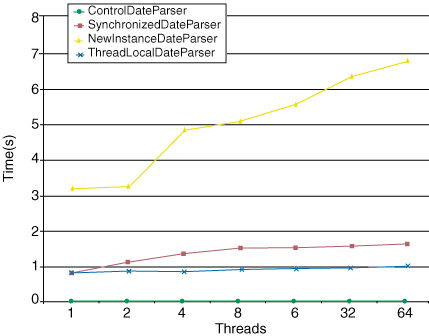 ControlDateParser
SynchronizedDateParser
NewInstanceDateParser
ThreadLocalDateParser
8
7
6
5
4
3
2
1
0
Time(s)
1 2 4 8 6 32 64
Threads